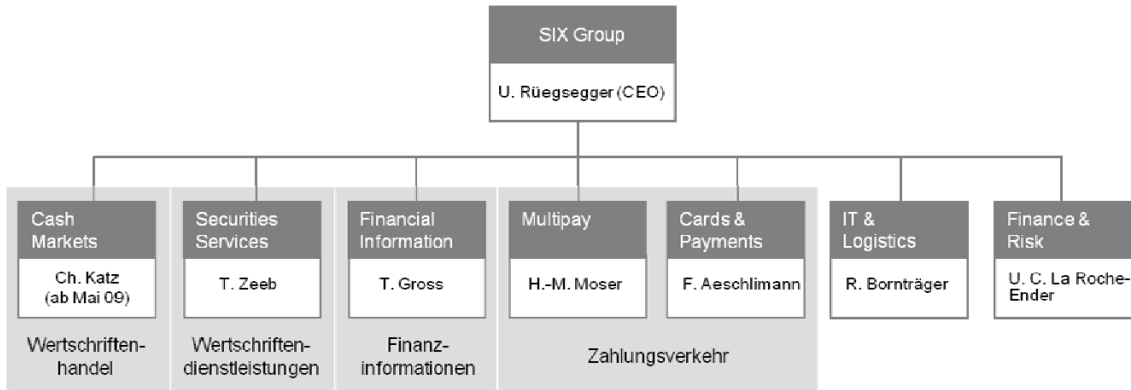 SIX Group
U. Rüegsegger (CEO)
Cash
Markets
Ch. Katz
(ab Mai 09)
Securities
Services
T. Zeeb
Financial
Information
T. Gross
Multipay
H.-M. Moser
Cards &
Payments
F. Aeschlimann
IT &
Logistics
R. Bornträger
Finance &
Risk
U. C. La Roche-
Ender
Wertschriften-
handel
Wertschriften-
dienstleistungen
Finanz-
informationen
Zahlungsverkehr